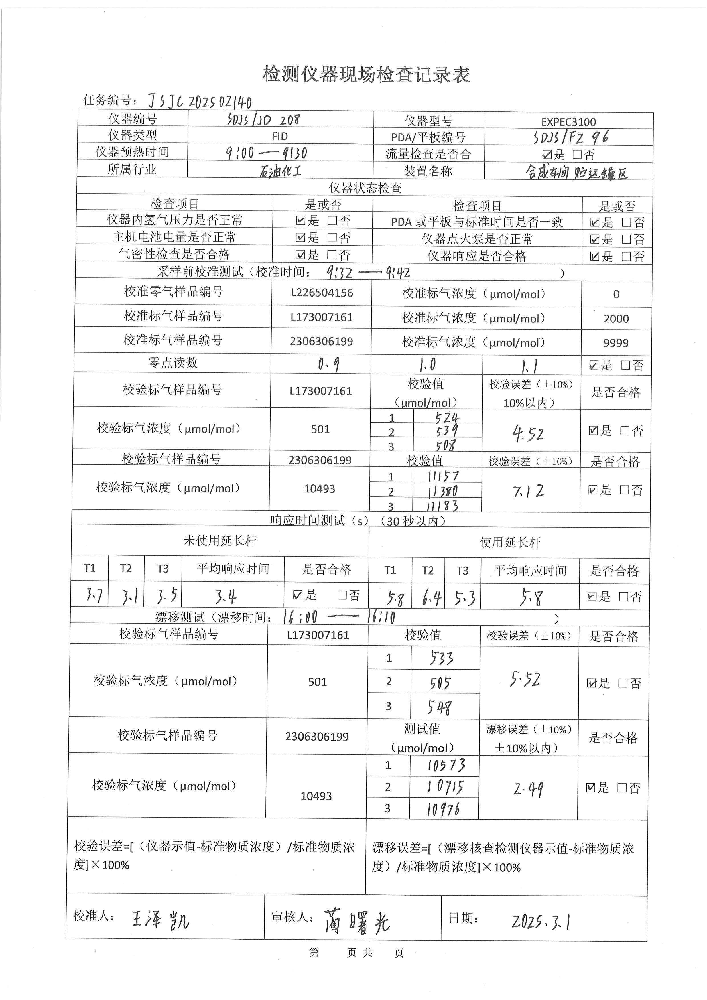 检测仪器现场检查记录表
任务编号：JSJC202502140
仪器编号 SDJS/JD 208 仪器型号 EXPEC3100
仪器类型 FID PDA/平板编号 SDJS/FZ 96
仪器预热时间 9:00—9:30 流量检查是否合 ☑是 □否
所属行业 石油化工 装置名称 合成车间贮运罐区
仪器状态检查
检查项目 是或否 检查项目 是或否
仪器内氢气压力是否正常 ☑是 □否 PDA 或平板与标准时间是否一致 ☑是 □否
主机电池电量是否正常 ☑是 □否 仪器点火泵是否正常 ☑是 □否
气密性检查是否合格 ☑是 □否 仪器响应是否合格 ☑是 □否
采样前校准测试（校准时间： 9:32—9:42 ）
校准零气样品编号 L226504156 校准标气浓度（μmol/mol） 0
校准标气样品编号 L173007161 校准标气浓度（μmol/mol） 2000
校准标气样品编号 2306306199 校准标气浓度（μmol/mol） 9999
零点读数 0.9 1.0 1.1 ☑是 □否
校验标气样品编号 L173007161 校验值 校验误差（±10%） 是否合格
（μmol/mol） 10%以内）
校验标气浓度（μmol/mol） 501 1 524 4.52 ☑是 □否
2 539
3 508
校验标气样品编号 2306306199 校验值 校验误差（±10%） 是否合格
校验标气浓度（μmol/mol） 10493 1 11157 7.12 ☑是 □否
2 11380
3 11183
响应时间测试（s）（30 秒以内）
未使用延长杆 使用延长杆
T1 T2 T3 平均响应时间 是否合格 T1 T2 T3 平均响应时间 是否合格
3.7 3.1 3.5 3.4 ☑是 □否 5.8 6.4 5.3 5.8 ☑是 □否
漂移测试（漂移时间： 16:00—16:10 ）
校验标气样品编号 L173007161 校验值 校验误差（±10%） 是否合格
校验标气浓度（μmol/mol） 501 1 533 5.52 ☑是 □否
2 505
3 548
校验标气样品编号 2306306199 测试值 漂移误差（±10%） 是否合格
（μmol/mol） ±10%以内）
校验标气浓度（μmol/mol） 10493 1 10573 2.49 ☑是 □否
2 10715
3 10976
校验误差=[（仪器示值-标准物质浓度）/标准物质浓
度]×100%
漂移误差=[（漂移核查检测仪器示值-标准物质浓
度）/标准物质浓度]×100%
校准人： 王泽凯 审核人： 蔺曙光 日期： 2025.3.1
第 页 共 页